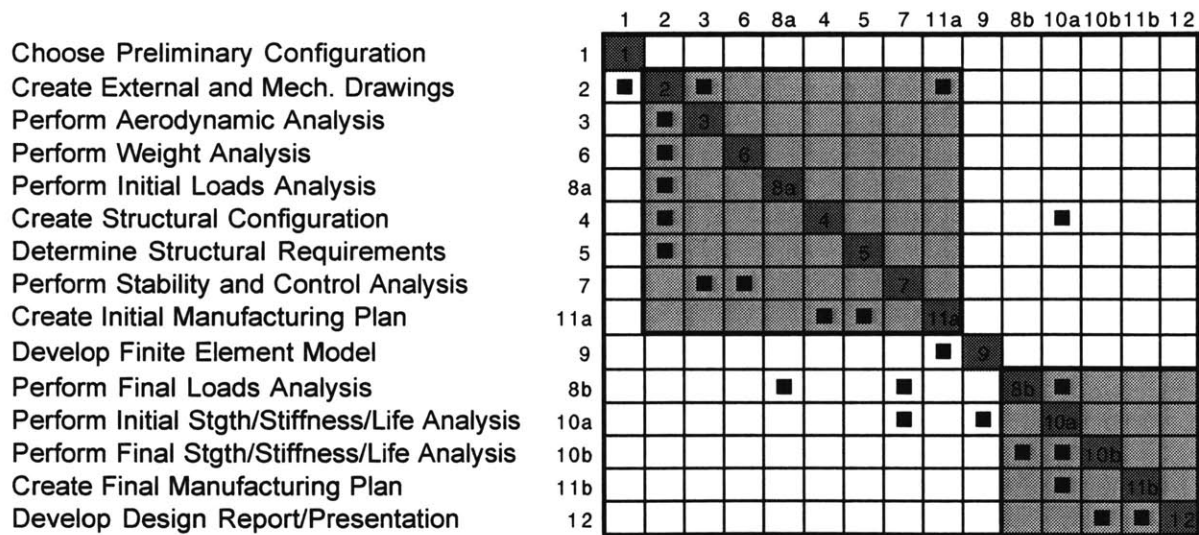 1 2 3 6 8a 4 5 7 11a 9 8b 10a 10b 11b 12
Choose Preliminary Configuration 1 1
Create External and Mech. Drawings 2 2
Perform Aerodynamic Analysis 3 3
Perform Weight Analysis 6 6
Perform Initial Loads Analysis 8a 8a
Create Structural Configuration 4 4
Determine Structural Requirements 5 5
Perform Stability and Control Analysis 7 7
Create Initial Manufacturing Plan 11a 11a
Develop Finite Element Model 9 9
Perform Final Loads Analysis 8b 8b
Perform Initial Stgth/Stiffness/Life Analysis 10a 10a
Perform Final Stgth/Stiffness/Life Analysis 10b 10b
Create Final Manufacturing Plan 11b 11b
Develop Design Report/Presentation 12 12